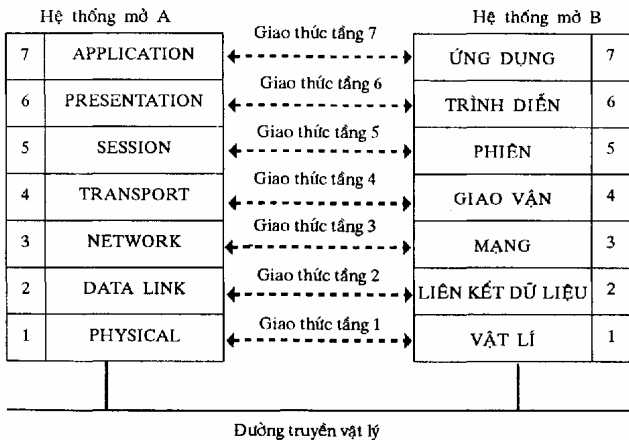 Hệ thống mở A Hệ thống mở B
Giao thức tầng 7
7 APPLICATION ỨNG DỤNG 7
Giao thức tầng 6
6 PRESENTATION TRÌNH DIỄN 6
Giao thức tầng 5
5 SESSION PHIÊN 5
Giao thức tầng 4
4 TRANSPORT GIAO VẬN 4
Giao thức tầng 3
3 NETWORK MẠNG 3
Giao thức tầng 2
2 DATA LINK LIÊN KẾT DỮ LIỆU 2
Giao thức tầng 1
1 PHYSICAL VẬT LÍ 1
Đường truyền vật lý